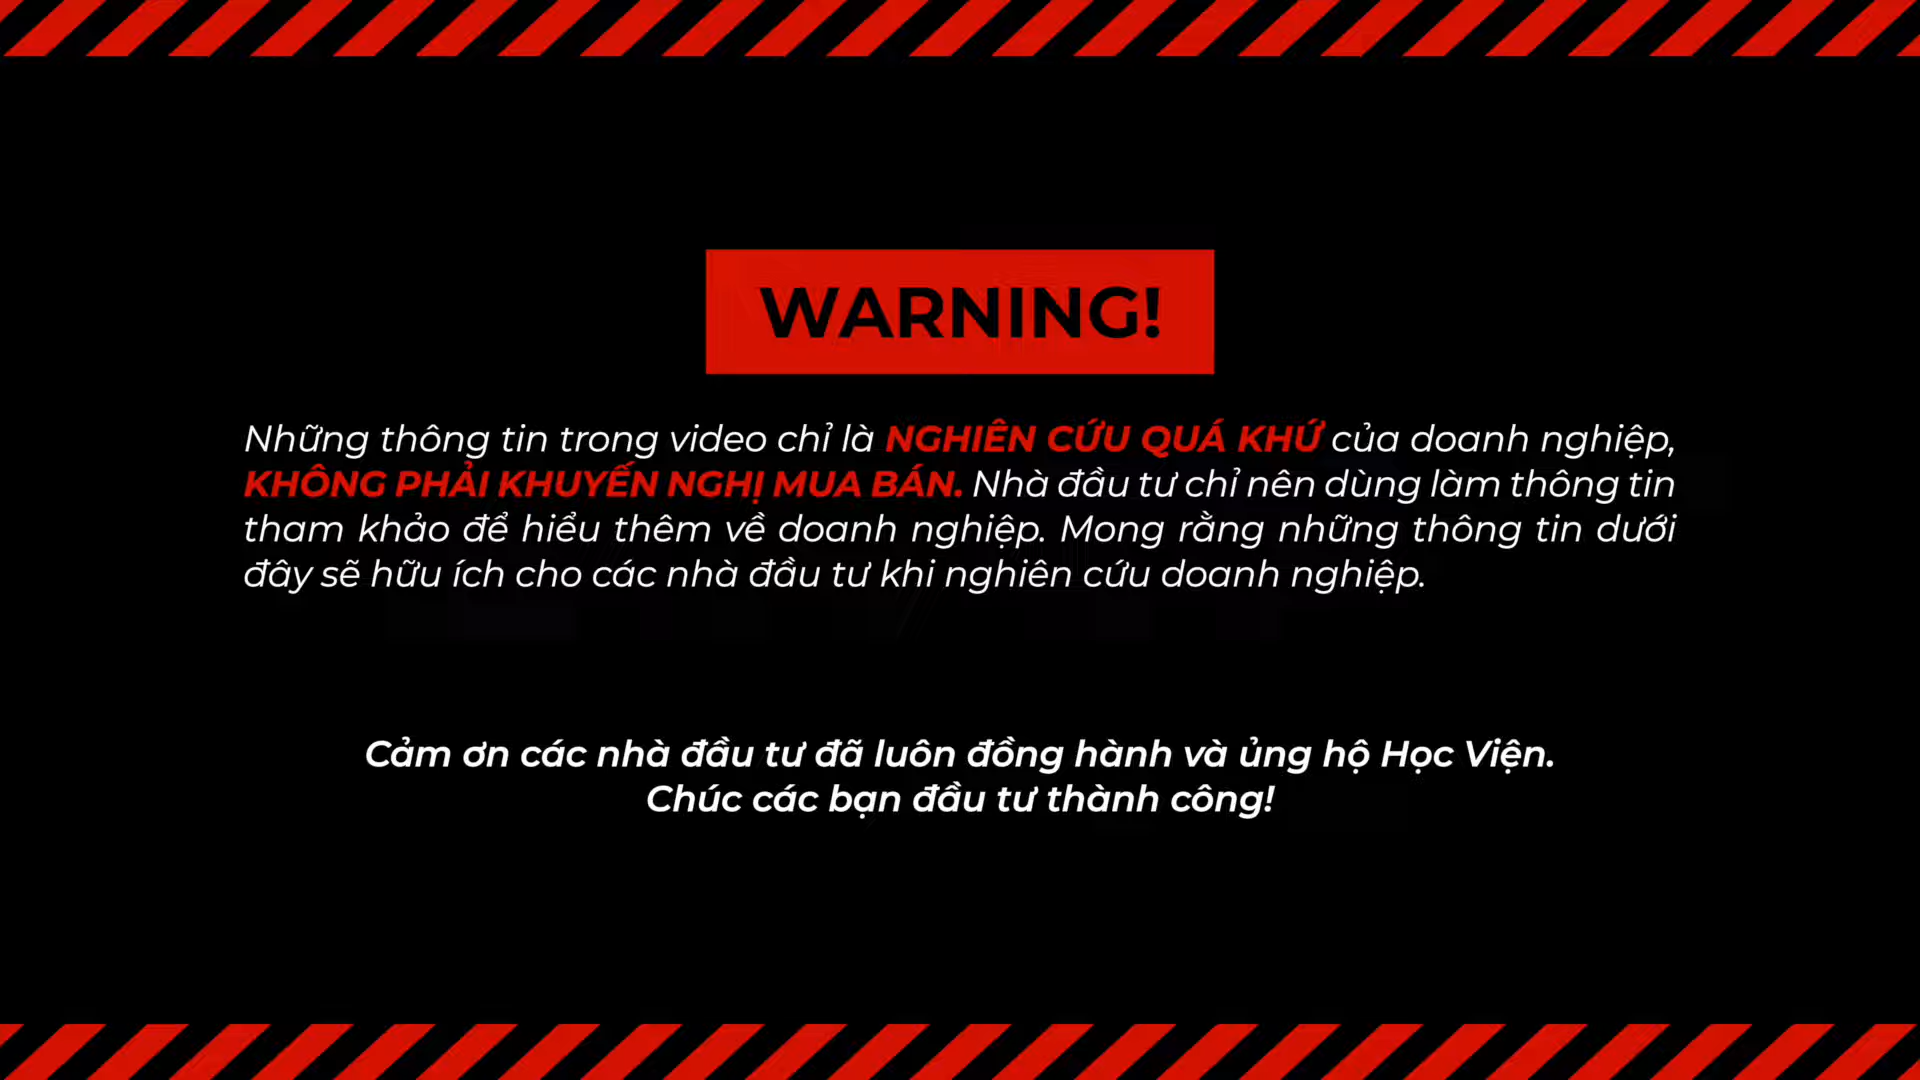 WARNING!
Những thông tin trong video chỉ là NGHIÊN CỨU QUÁ KHỨ của doanh nghiệp,
KHÔNG PHẢI KHUYẾN NGHỊ MUA BÁN. Nhà đầu tư chỉ nên dùng làm thông tin
tham khảo để hiểu thêm về doanh nghiệp. Mong rằng những thông tin dưới
đây sẽ hữu ích cho các nhà đầu tư khi nghiên cứu doanh nghiệp.
Cảm ơn các nhà đầu tư đã luôn đồng hành và ủng hộ Học Viện.
Chúc các bạn đầu tư thành công!